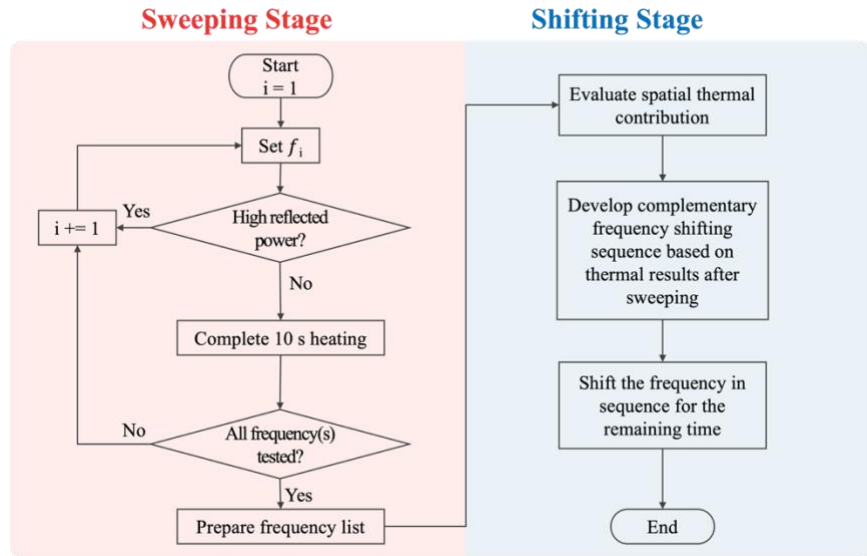 Sweeping Stage
Shifting Stage
Start
i = 1
Set fᵢ
High reflected
power?
Yes
i += 1
No
Complete 10 s heating
All frequency(s)
tested?
No
Yes
Prepare frequency list
Evaluate spatial thermal
contribution
Develop complementary
frequency shifting
sequence based on
thermal results after
sweeping
Shift the frequency in
sequence for the
remaining time
End